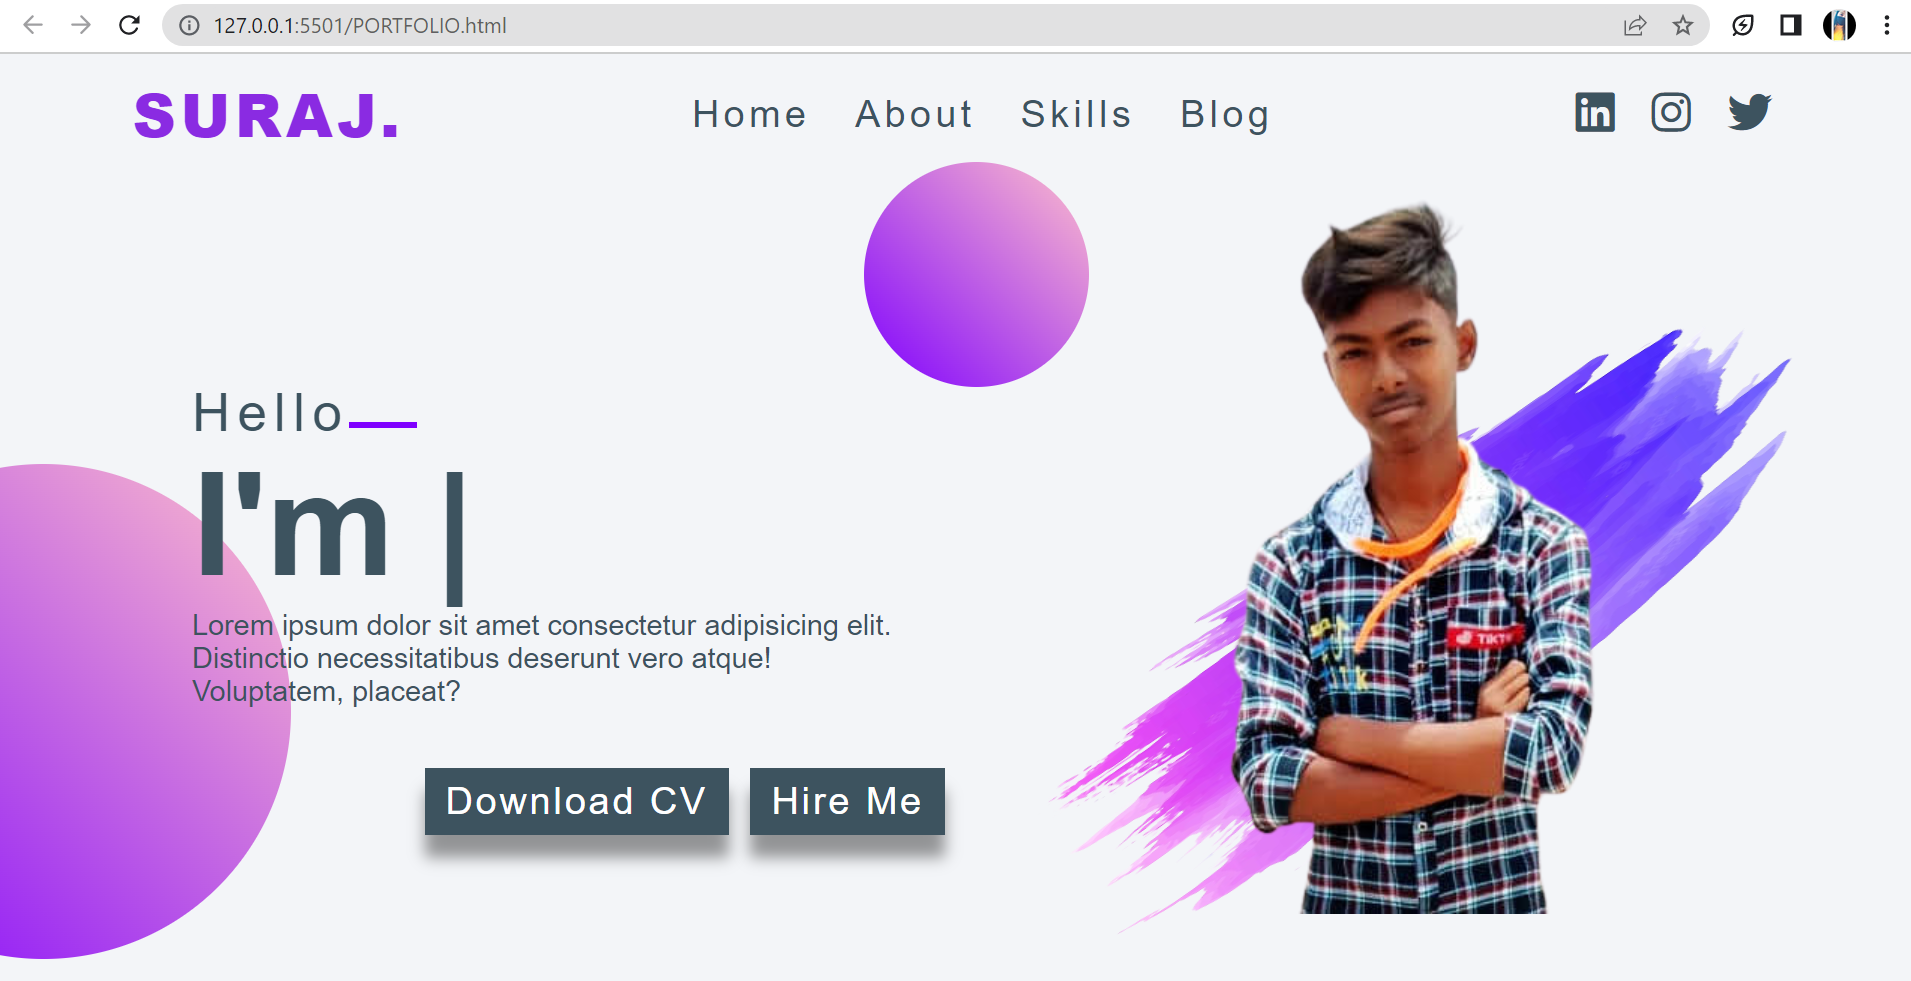 127.0.0.1:5501/PORTFOLIO.html
SURAJ.
Home About Skills Blog
in
Hello
I'm |
Lorem ipsum dolor sit amet consectetur adipisicing elit.
Distinctio necessitatibus deserunt vero atque!
Voluptatem, placeat?
Download CV
Hire Me